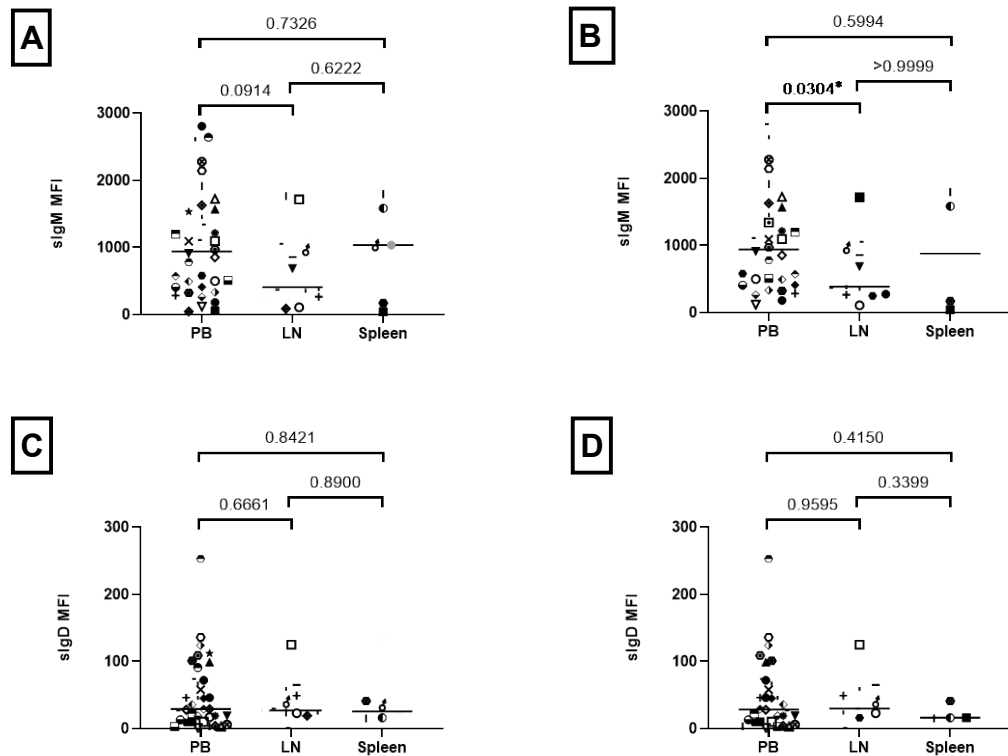 A
0.7326
0.6222
0.0914
3000
2000
1000
0
sIgM MFI
PB
LN
Spleen
B
0.5994
>0.9999
0.0304*
3000
2000
1000
0
sIgM MFI
PB
LN
Spleen
C
0.8421
0.8900
0.6661
300
200
100
0
sIgD MFI
PB
LN
Spleen
D
0.4150
0.3399
0.9595
300
200
100
0
sIgD MFI
PB
LN
Spleen